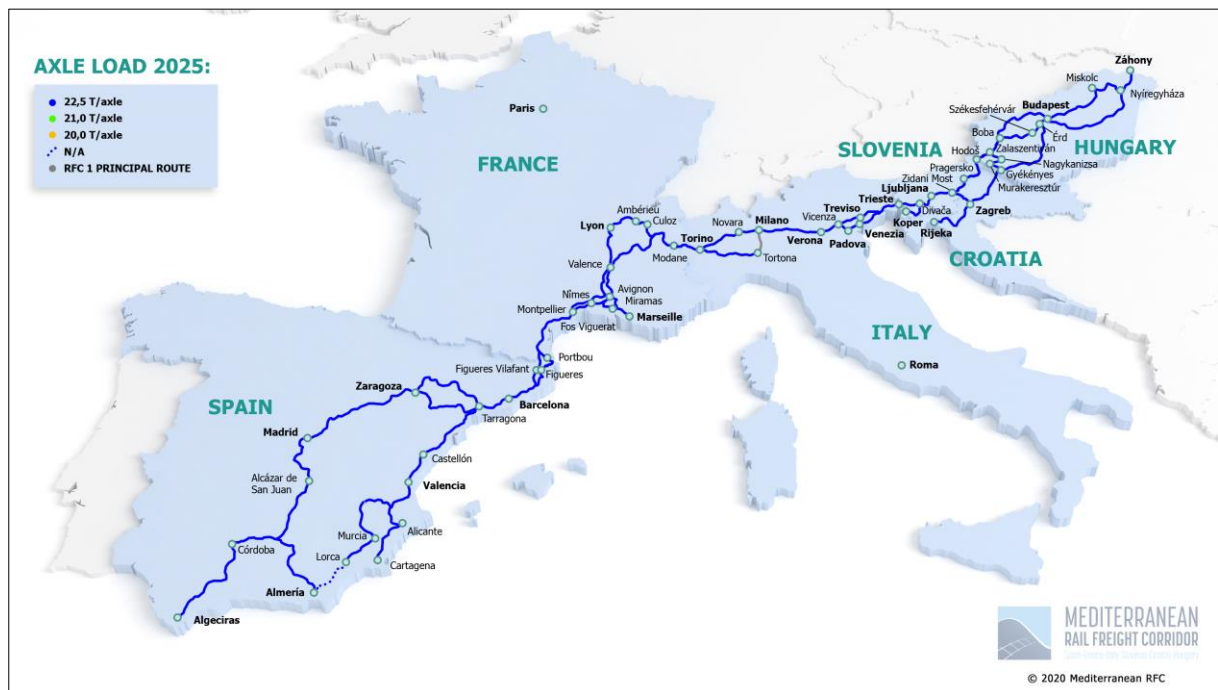 AXLE LOAD 2025:
22,5 T/axle
21,0 T/axle
20,0 T/axle
N/A
RFC 1 PRINCIPAL ROUTE
Paris
FRANCE
Záhony
Miskolc
Nyíregyháza
Székesfehérvár
Budapest
Boba
Érd
SLOVENIA
HUNGARY
Hodoš
Zalaszentiván
Pragersko
Nagykanizsa
Zidani Most
Gyékényes
Murakeresztúr
Ljubljana
Trieste
Treviso
Zagreb
Ambérieu
Culoz
Lyon
Novara
Milano
Vicenza
Divača
Koper
Rijeka
Torino
Verona
Padova
Venezia
Modane
Tortona
CROATIA
Valence
Nîmes
Avignon
Miramas
Montpellier
Marseille
Fos Viguerat
ITALY
Portbou
Roma
Figueres Vilafant
Figueres
Zaragoza
Barcelona
SPAIN
Tarragona
Madrid
Castellón
Alcázar de
San Juan
Valencia
Alicante
Murcia
Córdoba
Lorca
Cartagena
Almería
Algeciras
MEDITERRANEAN
RAIL FREIGHT CORRIDOR
© 2020 Mediterranean RFC